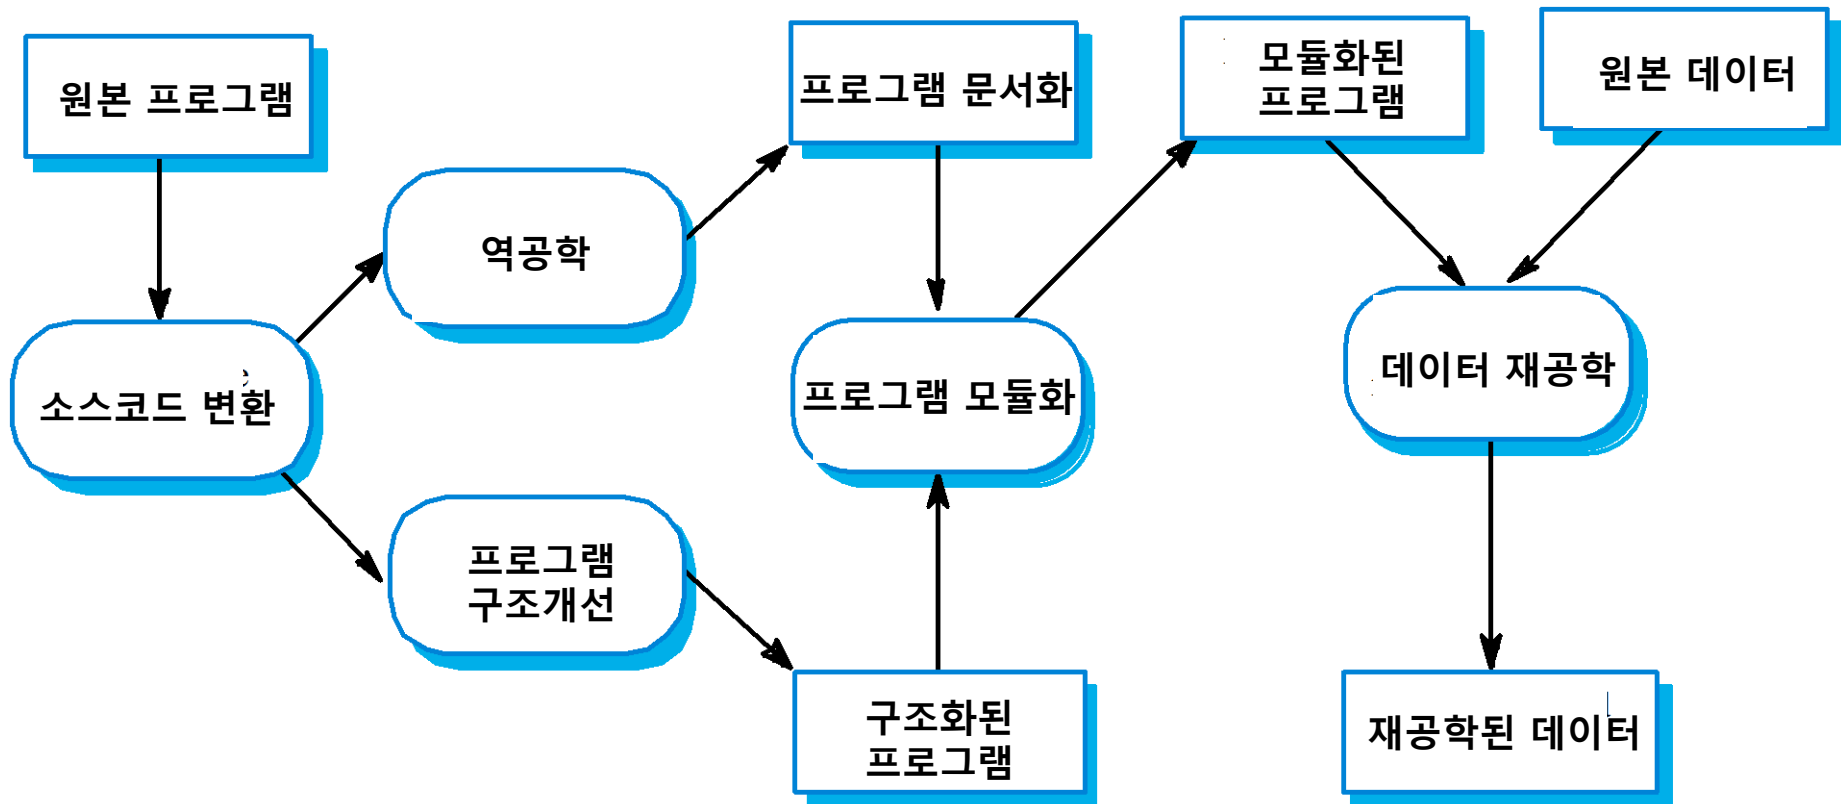 원본 프로그램
프로그램 문서화
모듈화된
프로그램
원본 데이터
역공학
소스코드 변환
프로그램 모듈화
데이터 재공학
프로그램
구조개선
구조화된
프로그램
재공학된 데이터